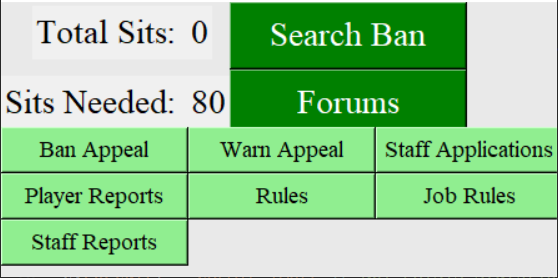 Total Sits: 0 Search Ban
Sits Needed: 80 Forums
Ban Appeal Warn Appeal Staff Applications
Player Reports Rules Job Rules
Staff Reports